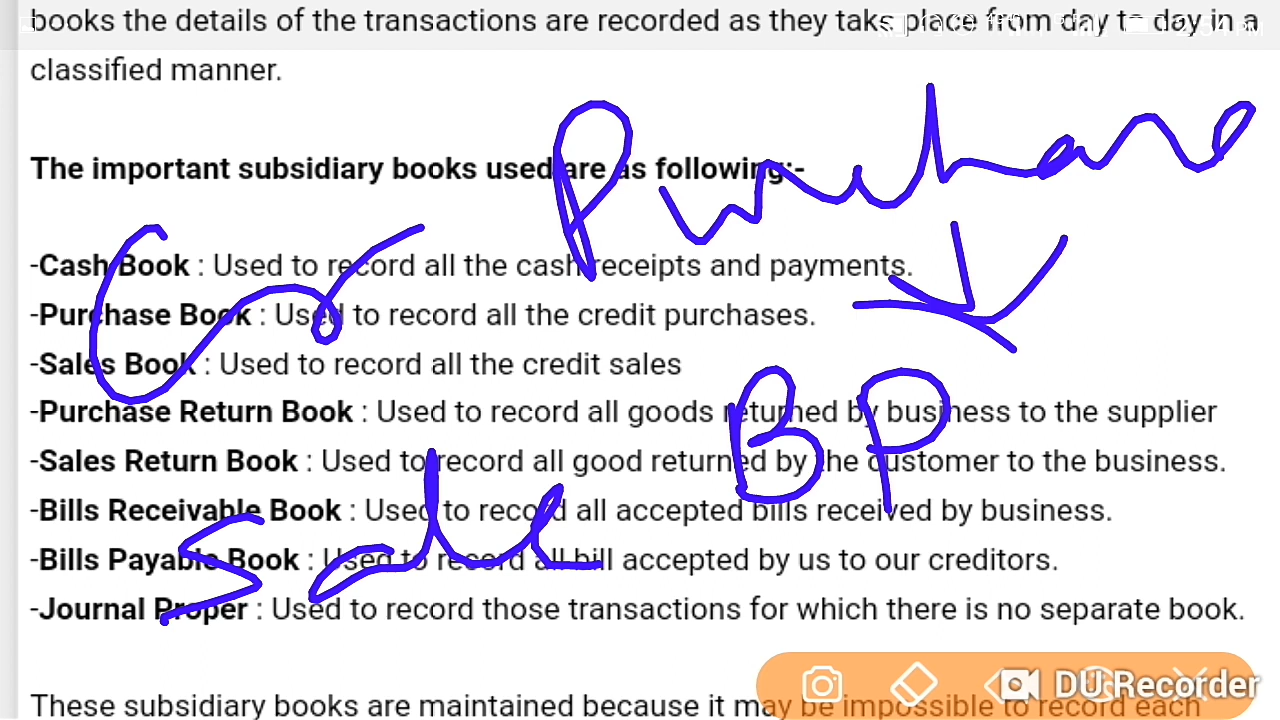 books the details of the transactions are recorded as they take place from day to day in a
classified manner.
The important subsidiary books used are as following:-
-Cash Book : Used to record all the cash receipts and payments.
-Purchase Book : Used to record all the credit purchases.
-Sales Book : Used to record all the credit sales
-Purchase Return Book : Used to record all goods returned by business to the supplier
-Sales Return Book : Used to record all good returned by the customer to the business.
-Bills Receivable Book : Used to record all accepted bills received by business.
-Bills Payable Book : Used to record all bill accepted by us to our creditors.
-Journal Proper : Used to record those transactions for which there is no separate book.
These subsidiary books are maintained because it may be impossible to record each
Purchase
Cr
BP
Sale
DU Recorder